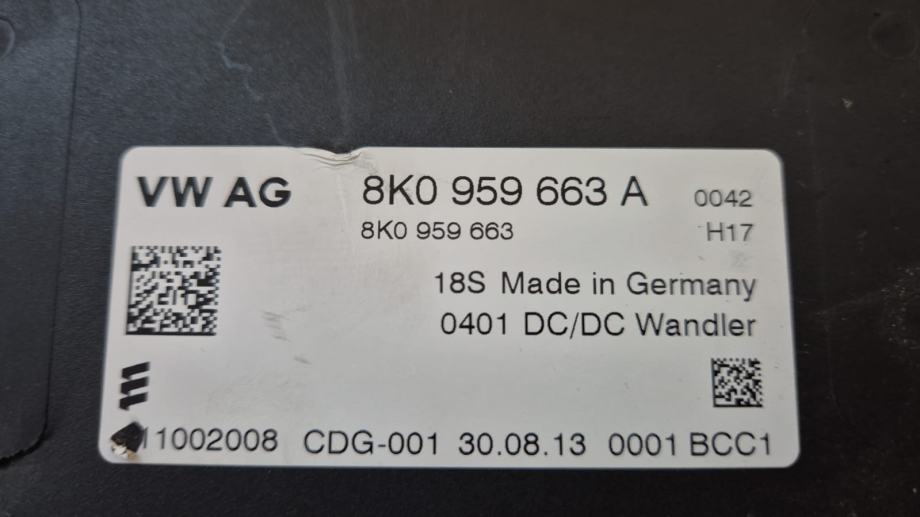 VW AG 8K0 959 663 A 0042
8K0 959 663 H17
18S Made in Germany
0401 DC/DC Wandler
11002008 CDG-001 30.08.13 0001 BCC1